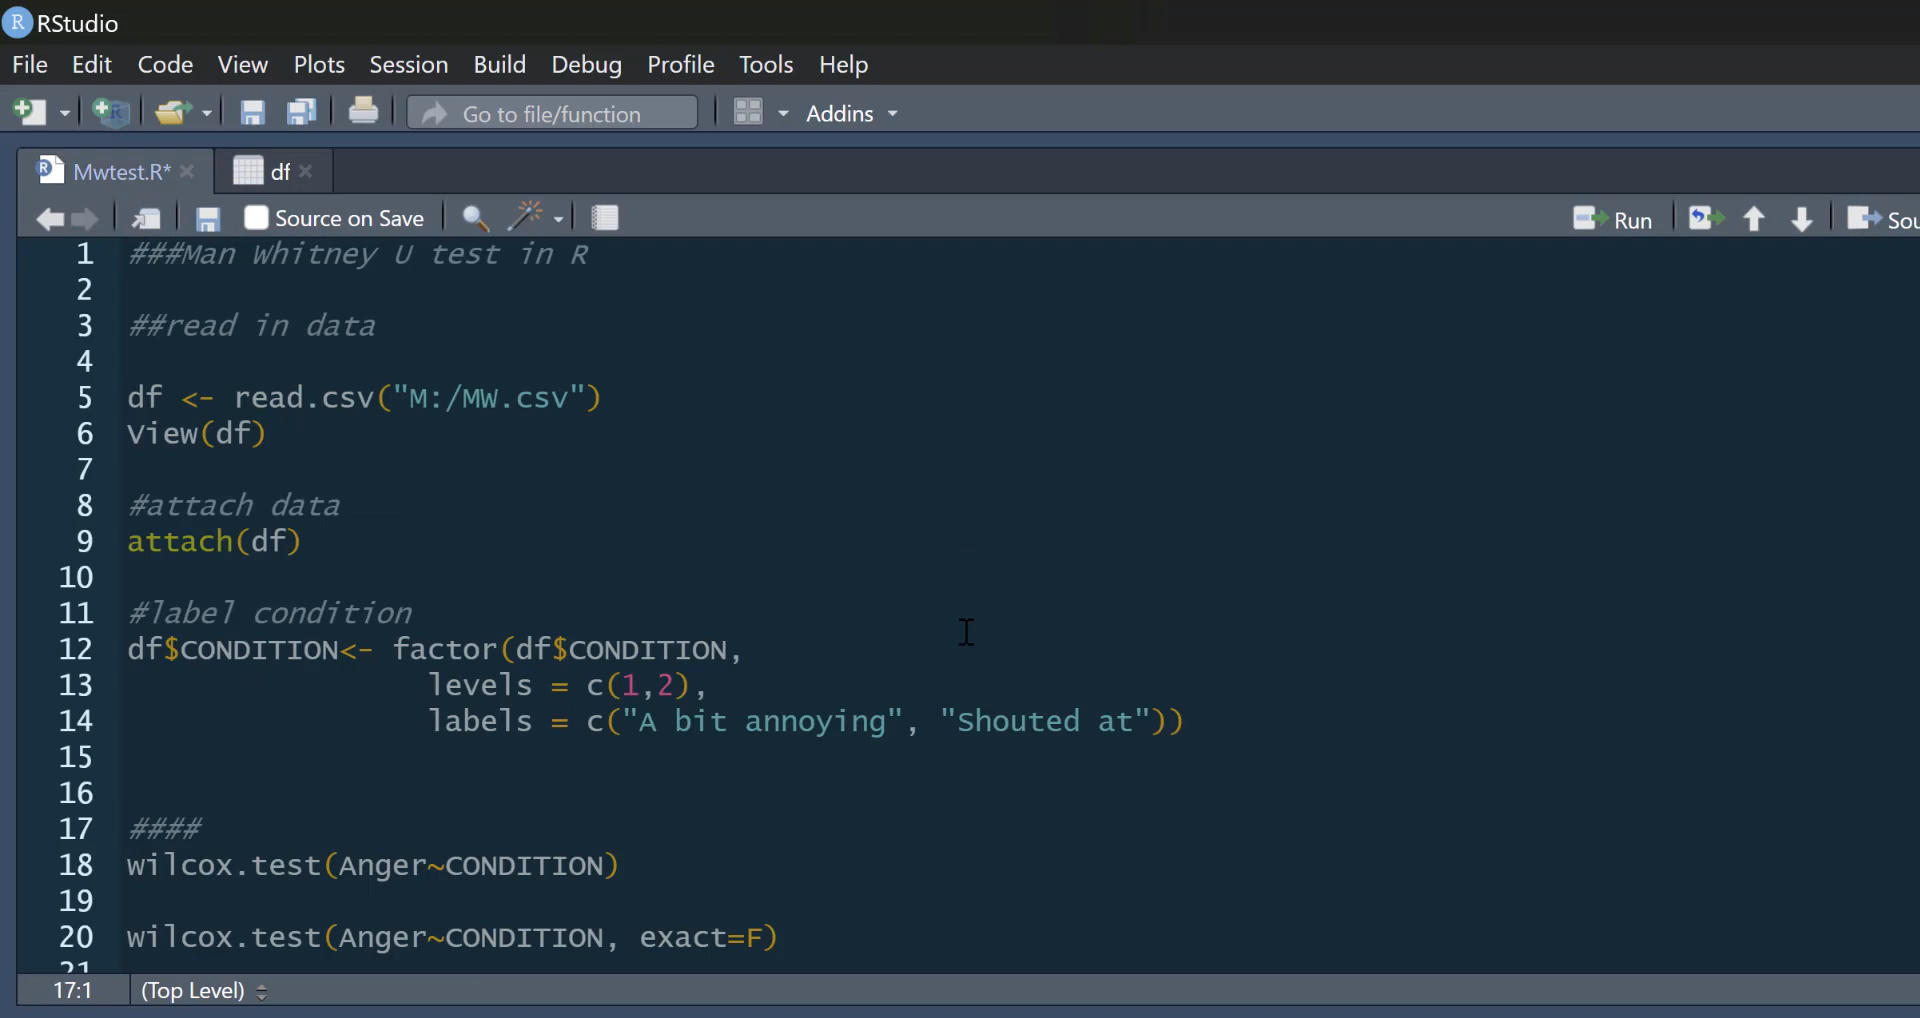 R RStudio
File Edit Code View Plots Session Build Debug Profile Tools Help
Go to file/function Addins
Mwtest.R* df
Source on Save Run Sou
1 ###Man Whitney U test in R
2
3 ##read in data
4
5 df <- read.csv("M:/MW.csv")
6 View(df)
7
8 #attach data
9 attach(df)
10
11 #label condition
12 df$CONDITION<- factor(df$CONDITION,
13 levels = c(1,2),
14 labels = c("A bit annoying", "Shouted at"))
15
16
17 ####
18 wilcox.test(Anger~CONDITION)
19
20 wilcox.test(Anger~CONDITION, exact=F)
21
17:1 (Top Level)